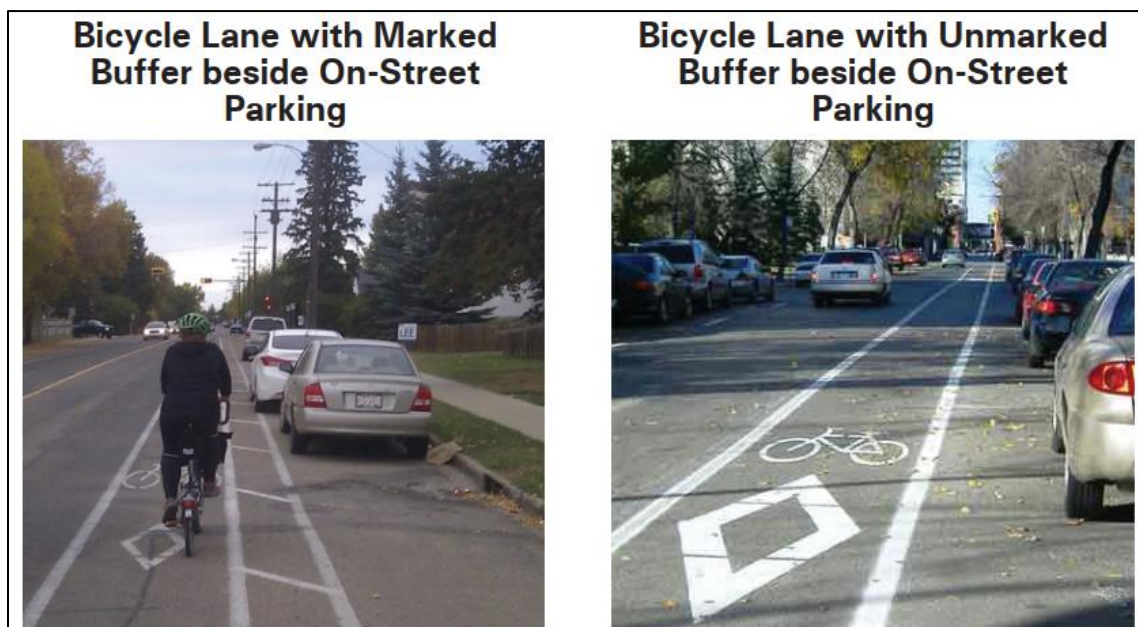 Bicycle Lane with Marked
Buffer beside On-Street
Parking
Bicycle Lane with Unmarked
Buffer beside On-Street
Parking
LEE